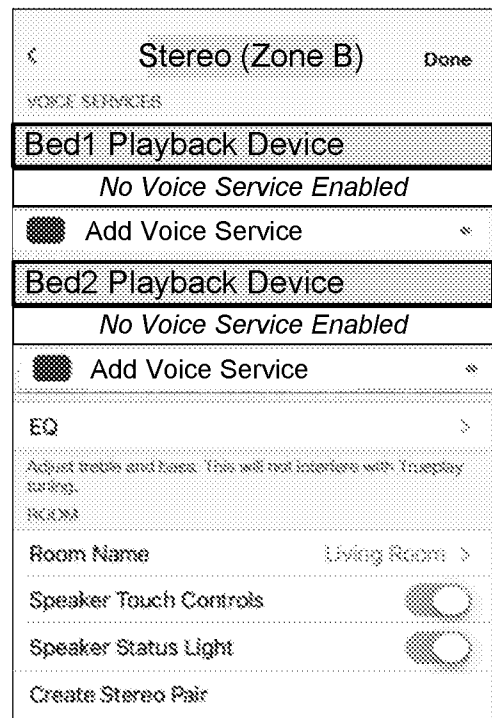 Stereo (Zone B) Done
VOICE SERVICES
Bed1 Playback Device
No Voice Service Enabled
Add Voice Service
Bed2 Playback Device
No Voice Service Enabled
Add Voice Service
EQ
Adjust treble and bass. This will not interfere with Trueplay
tuning.
ROOM
Room Name Living Room
Speaker Touch Controls
Speaker Status Light
Create Stereo Pair